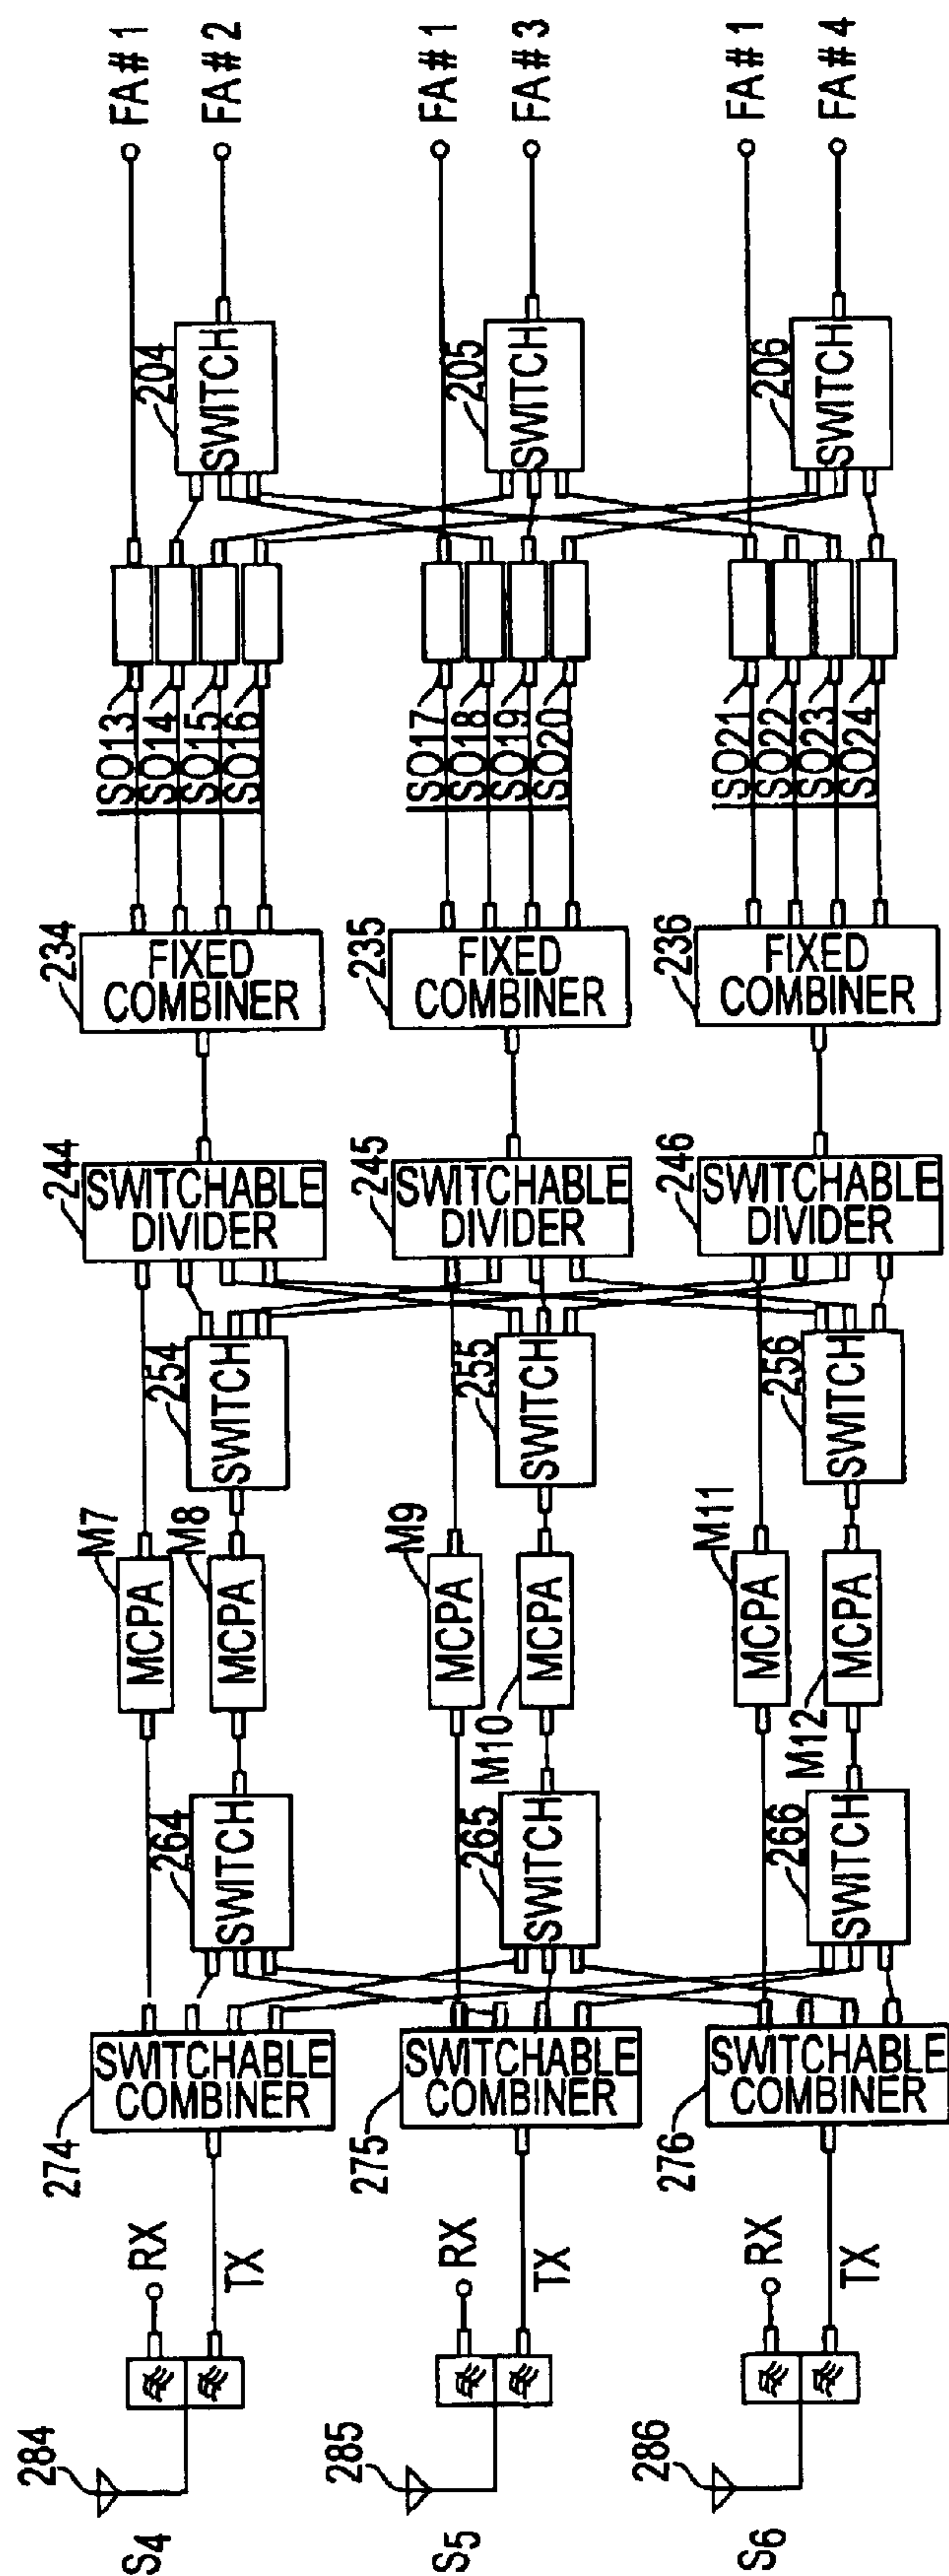 S4
284
RX
TX
274
SWITCHABLE
COMBINER
264
SWITCH
M7
MCPA
M8
MCPA
254
SWITCH
244
SWITCHABLE
DIVIDER
234
FIXED
COMBINER
ISO13
ISO14
ISO15
ISO16
204
SWITCH
FA#1
FA#2
S5
285
RX
TX
275
SWITCHABLE
COMBINER
265
SWITCH
M9
MCPA
M10
MCPA
255
SWITCH
245
SWITCHABLE
DIVIDER
235
FIXED
COMBINER
ISO17
ISO18
ISO19
ISO20
205
SWITCH
FA#1
FA#3
S6
286
RX
TX
276
SWITCHABLE
COMBINER
266
SWITCH
M11
MCPA
M12
MCPA
256
SWITCH
246
SWITCHABLE
DIVIDER
236
FIXED
COMBINER
ISO21
ISO22
ISO23
ISO24
206
SWITCH
FA#1
FA#4